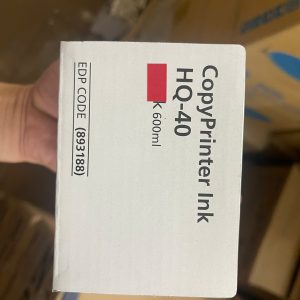 CopyPrinter Ink
HQ-40
K 600ml
EDP CODE (893188)